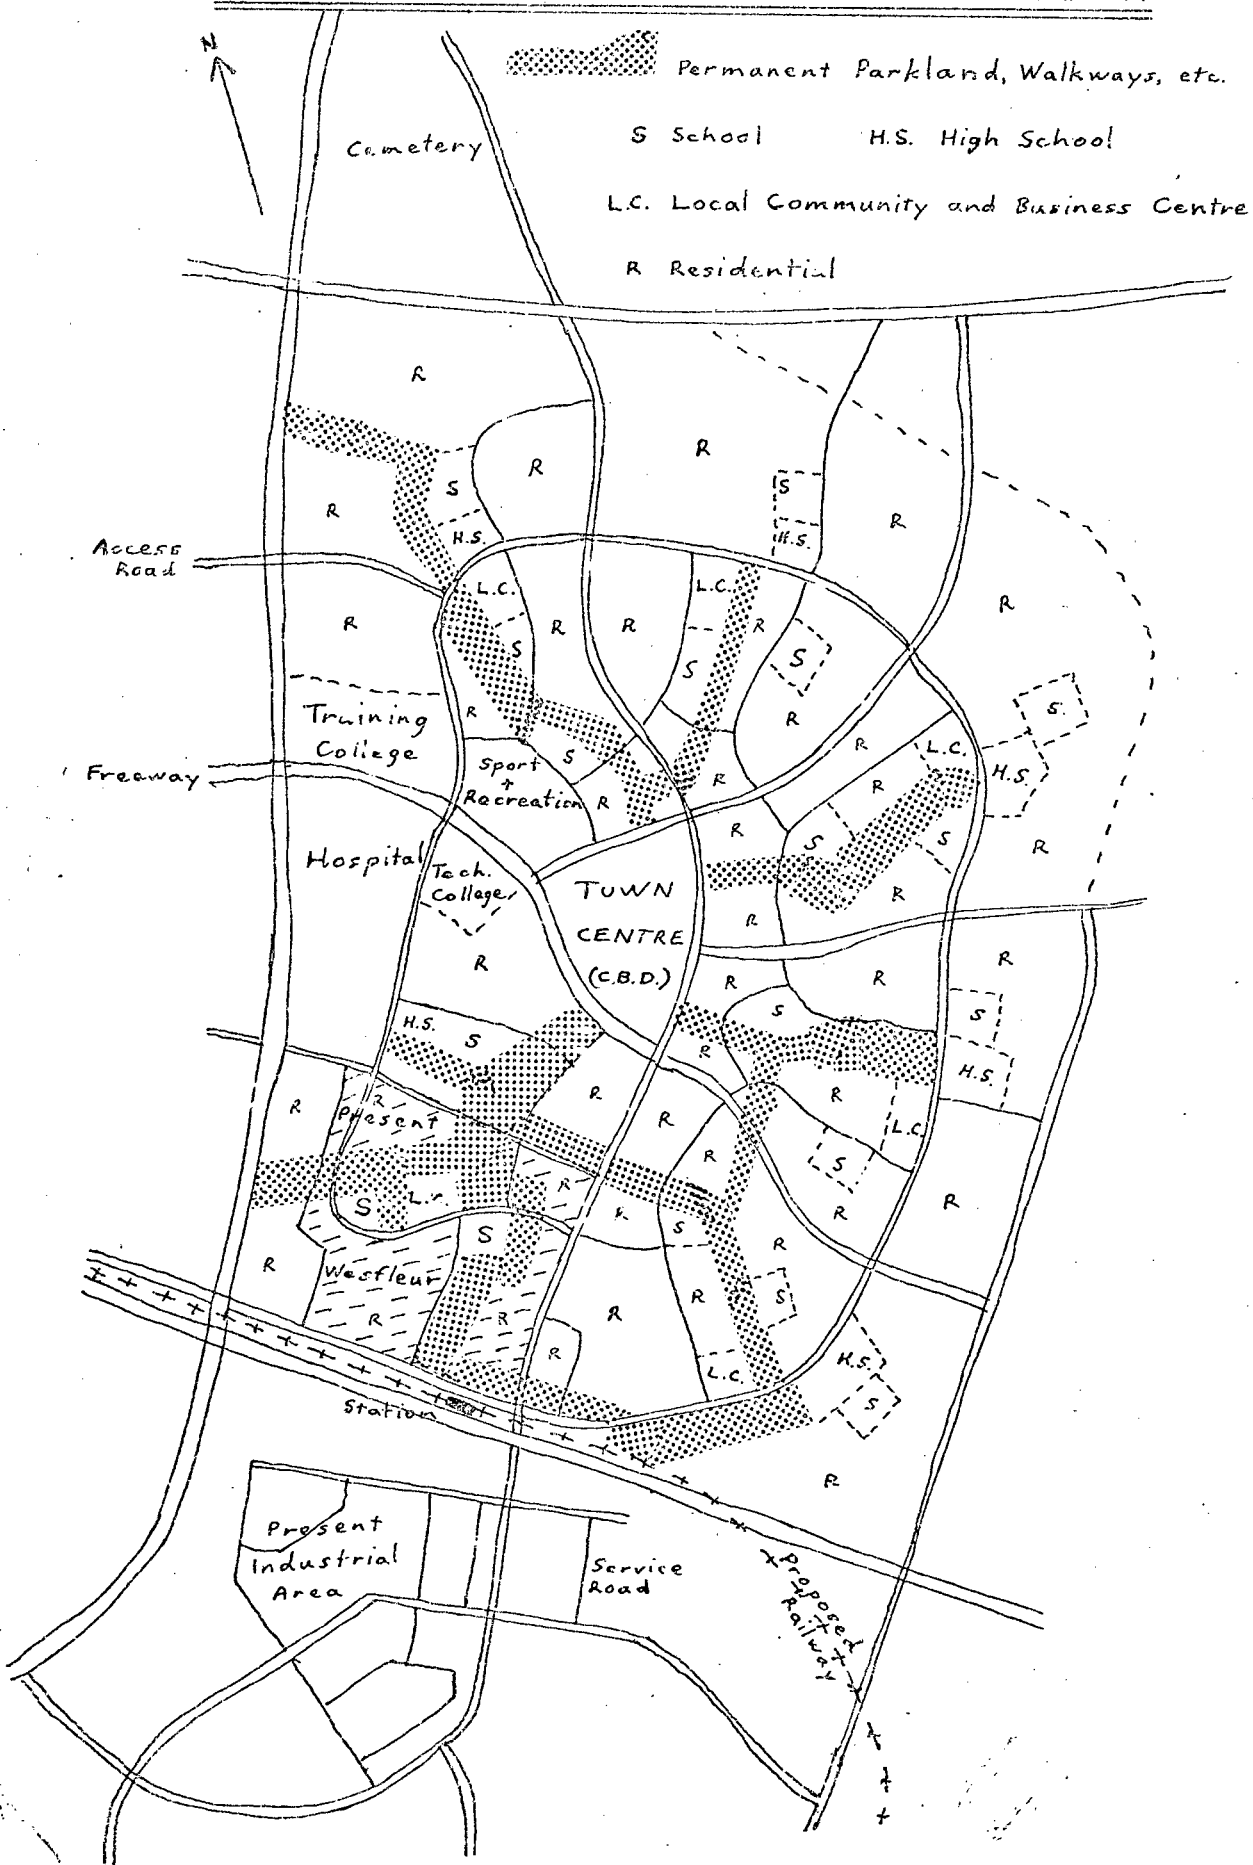 N
Permanent Parkland, Walkways, etc.
S School H.S. High School
L.C. Local Community and Business Centre
R Residential
Cemetery
R
R
R
S
S
R
R
H.S.
H.S.
Access
Road
L.C.
L.C.
R
R
R
R
R
S
S
S
R
S.
Training
College
R
R
R
L.C.
Freeway
Sport
+
Recreation
S
R
R
H.S.
R
R
S
S
R
Hospital
Tech.
College
TOWN
CENTRE
(C.B.D.)
R
R
R
R
R
R
S
S
H.S.
S
R
H.S.
R
R
R
R
R
Present
L.C.
R
S
R
S
L.C.
R
R
S
R
R
S
R
R
Wesfleur
R
R
R
R
S
R
H.S.
L.C.
S
Station
R
Present
Industrial
Area
Service
Road
Proposed
Railway